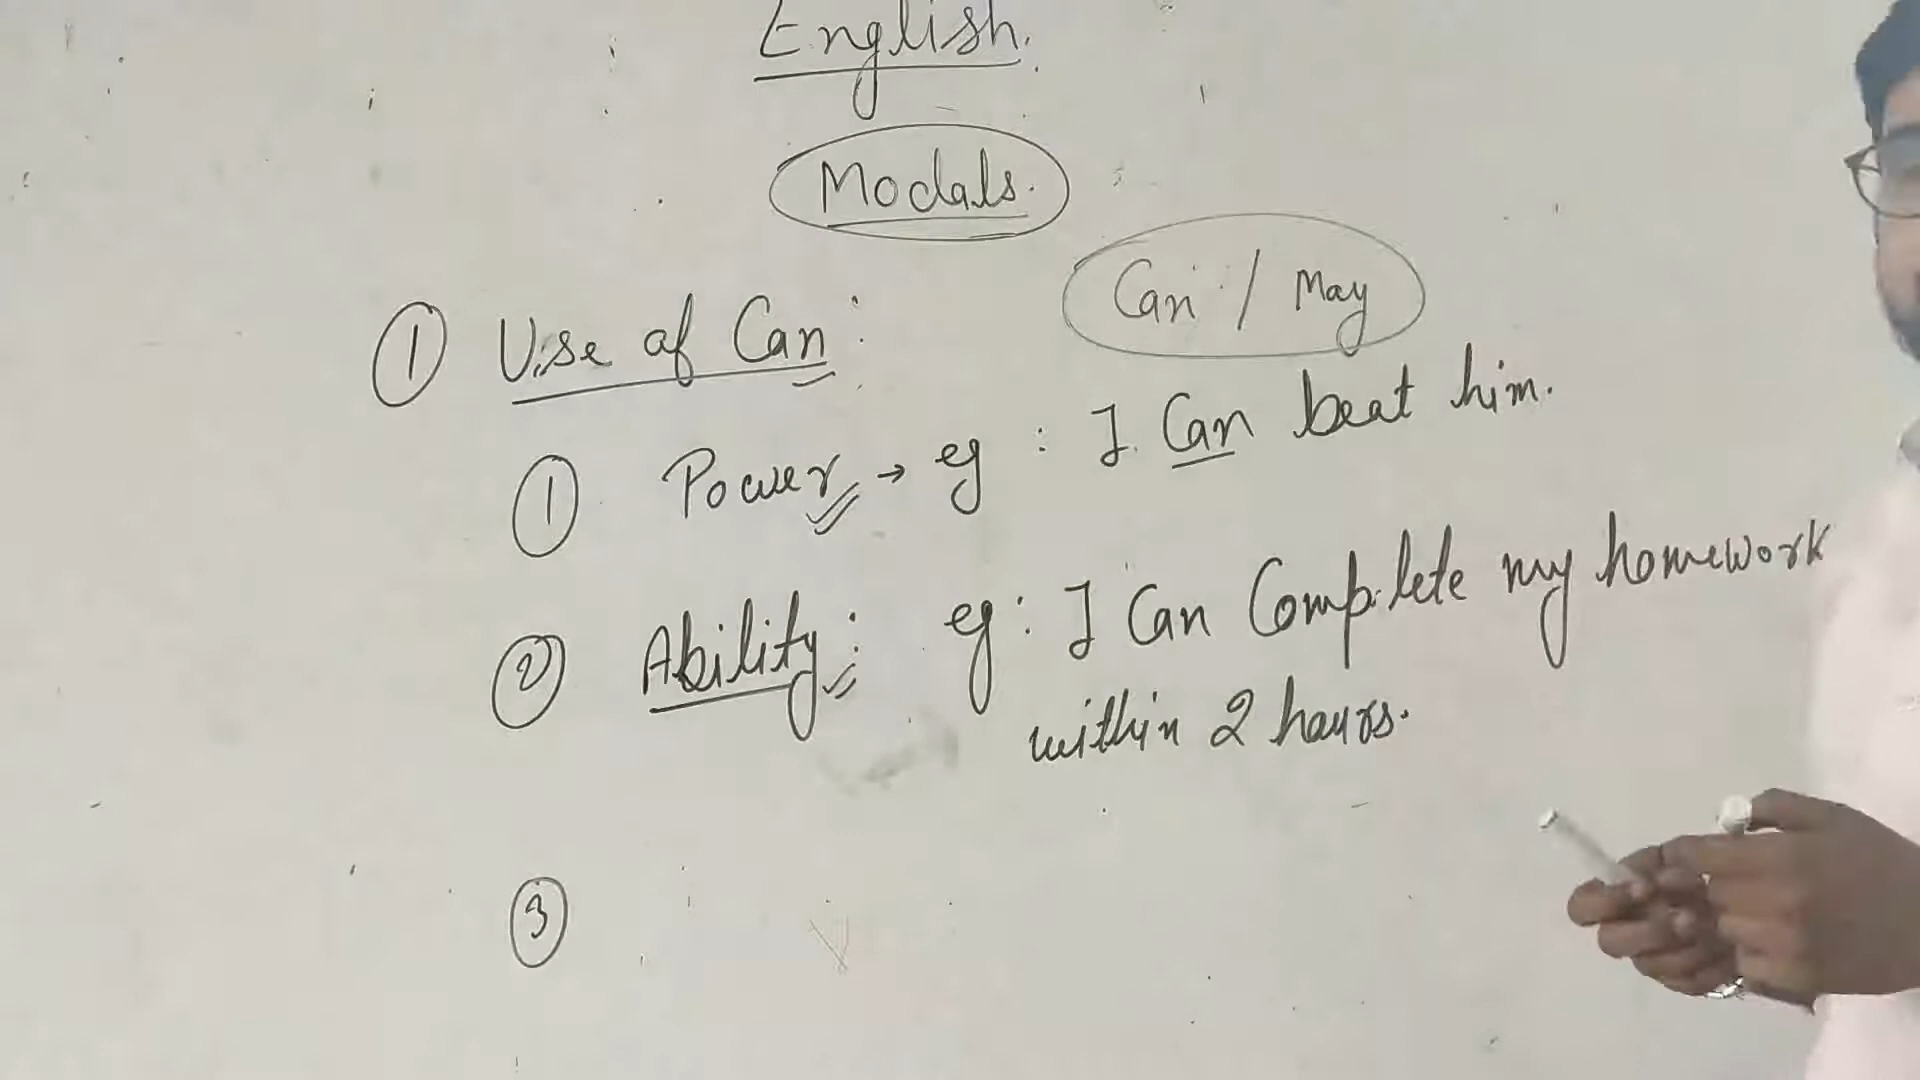 English.
Modals.
Can / May
① Use of Can :
① Power → eg : I Can beat him.
② Ability : eg : I Can Complete my homework
within 2 hours.
③